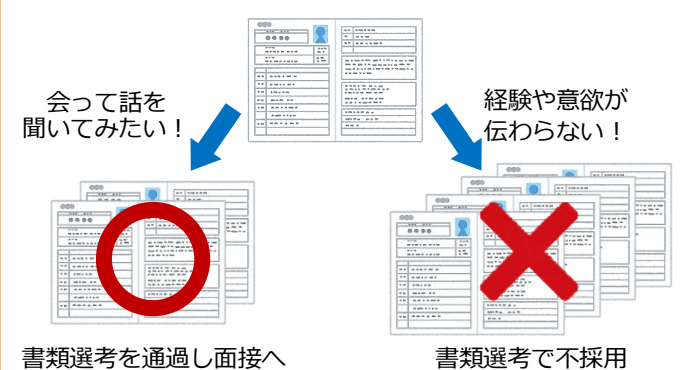 会って話を
聞いてみたい！
経験や意欲が
伝わらない！
書類選考を通過し面接へ
書類選考で不採用